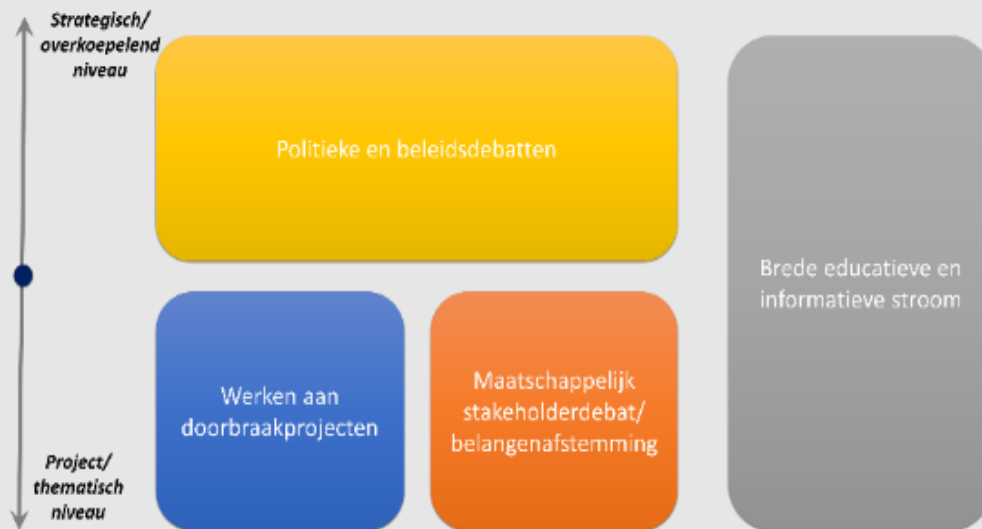 Strategisch/
overkoepelend
niveau
Politieke en beleidsdebatten
Brede educatieve en
informatieve stroom
Werken aan
doorbraakprojecten
Maatschappelijk
stakeholderdebat/
belangenafstemming
Project/
thematisch
niveau